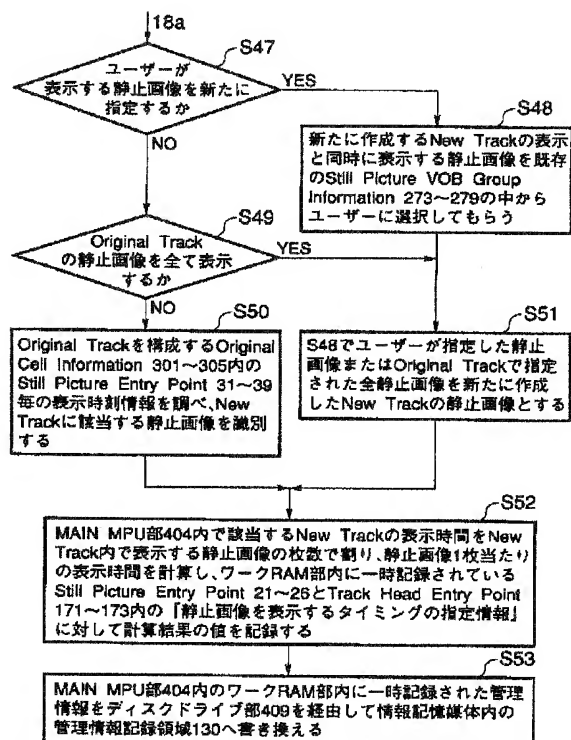 18a
S47
ユーザーが
表示する静止画像を新たに
指定するか
YES
NO
S48
新たに作成するNew Trackの表示
と同時に表示する静止画像を既存
のStill Picture VOB Group
Information 273～279の中から
ユーザーに選択してもらう
S49
Original Track
の静止画像を全て表示
するか
YES
NO
S50
Original Trackを構成するOriginal
Cell Information 301～305内の
Still Picture Entry Point 31～39
毎の表示時刻情報を調べ、New
Trackに該当する静止画像を識別
する
S51
S48でユーザーが指定した静止
画像またはOriginal Trackで指定
された全静止画像を新たに作成
したNew Trackの静止画像とする
S52
MAIN MPU部404内で該当するNew Trackの表示時間をNew
Track内で表示する静止画像の枚数で割り、静止画像1枚当たり
の表示時間を計算し、ワークRAM部内に一時記録されている
Still Picture Entry Point 21～26とTrack Head Entry Point
171～173内の『静止画像を表示するタイミングの指定情報』
に対して計算結果の値を記録する
S53
MAIN MPU部404内のワークRAM部内に一時記録された管理
情報をディスクドライブ部409を経由して情報記憶媒体内の
管理情報記録領域130へ書き換える